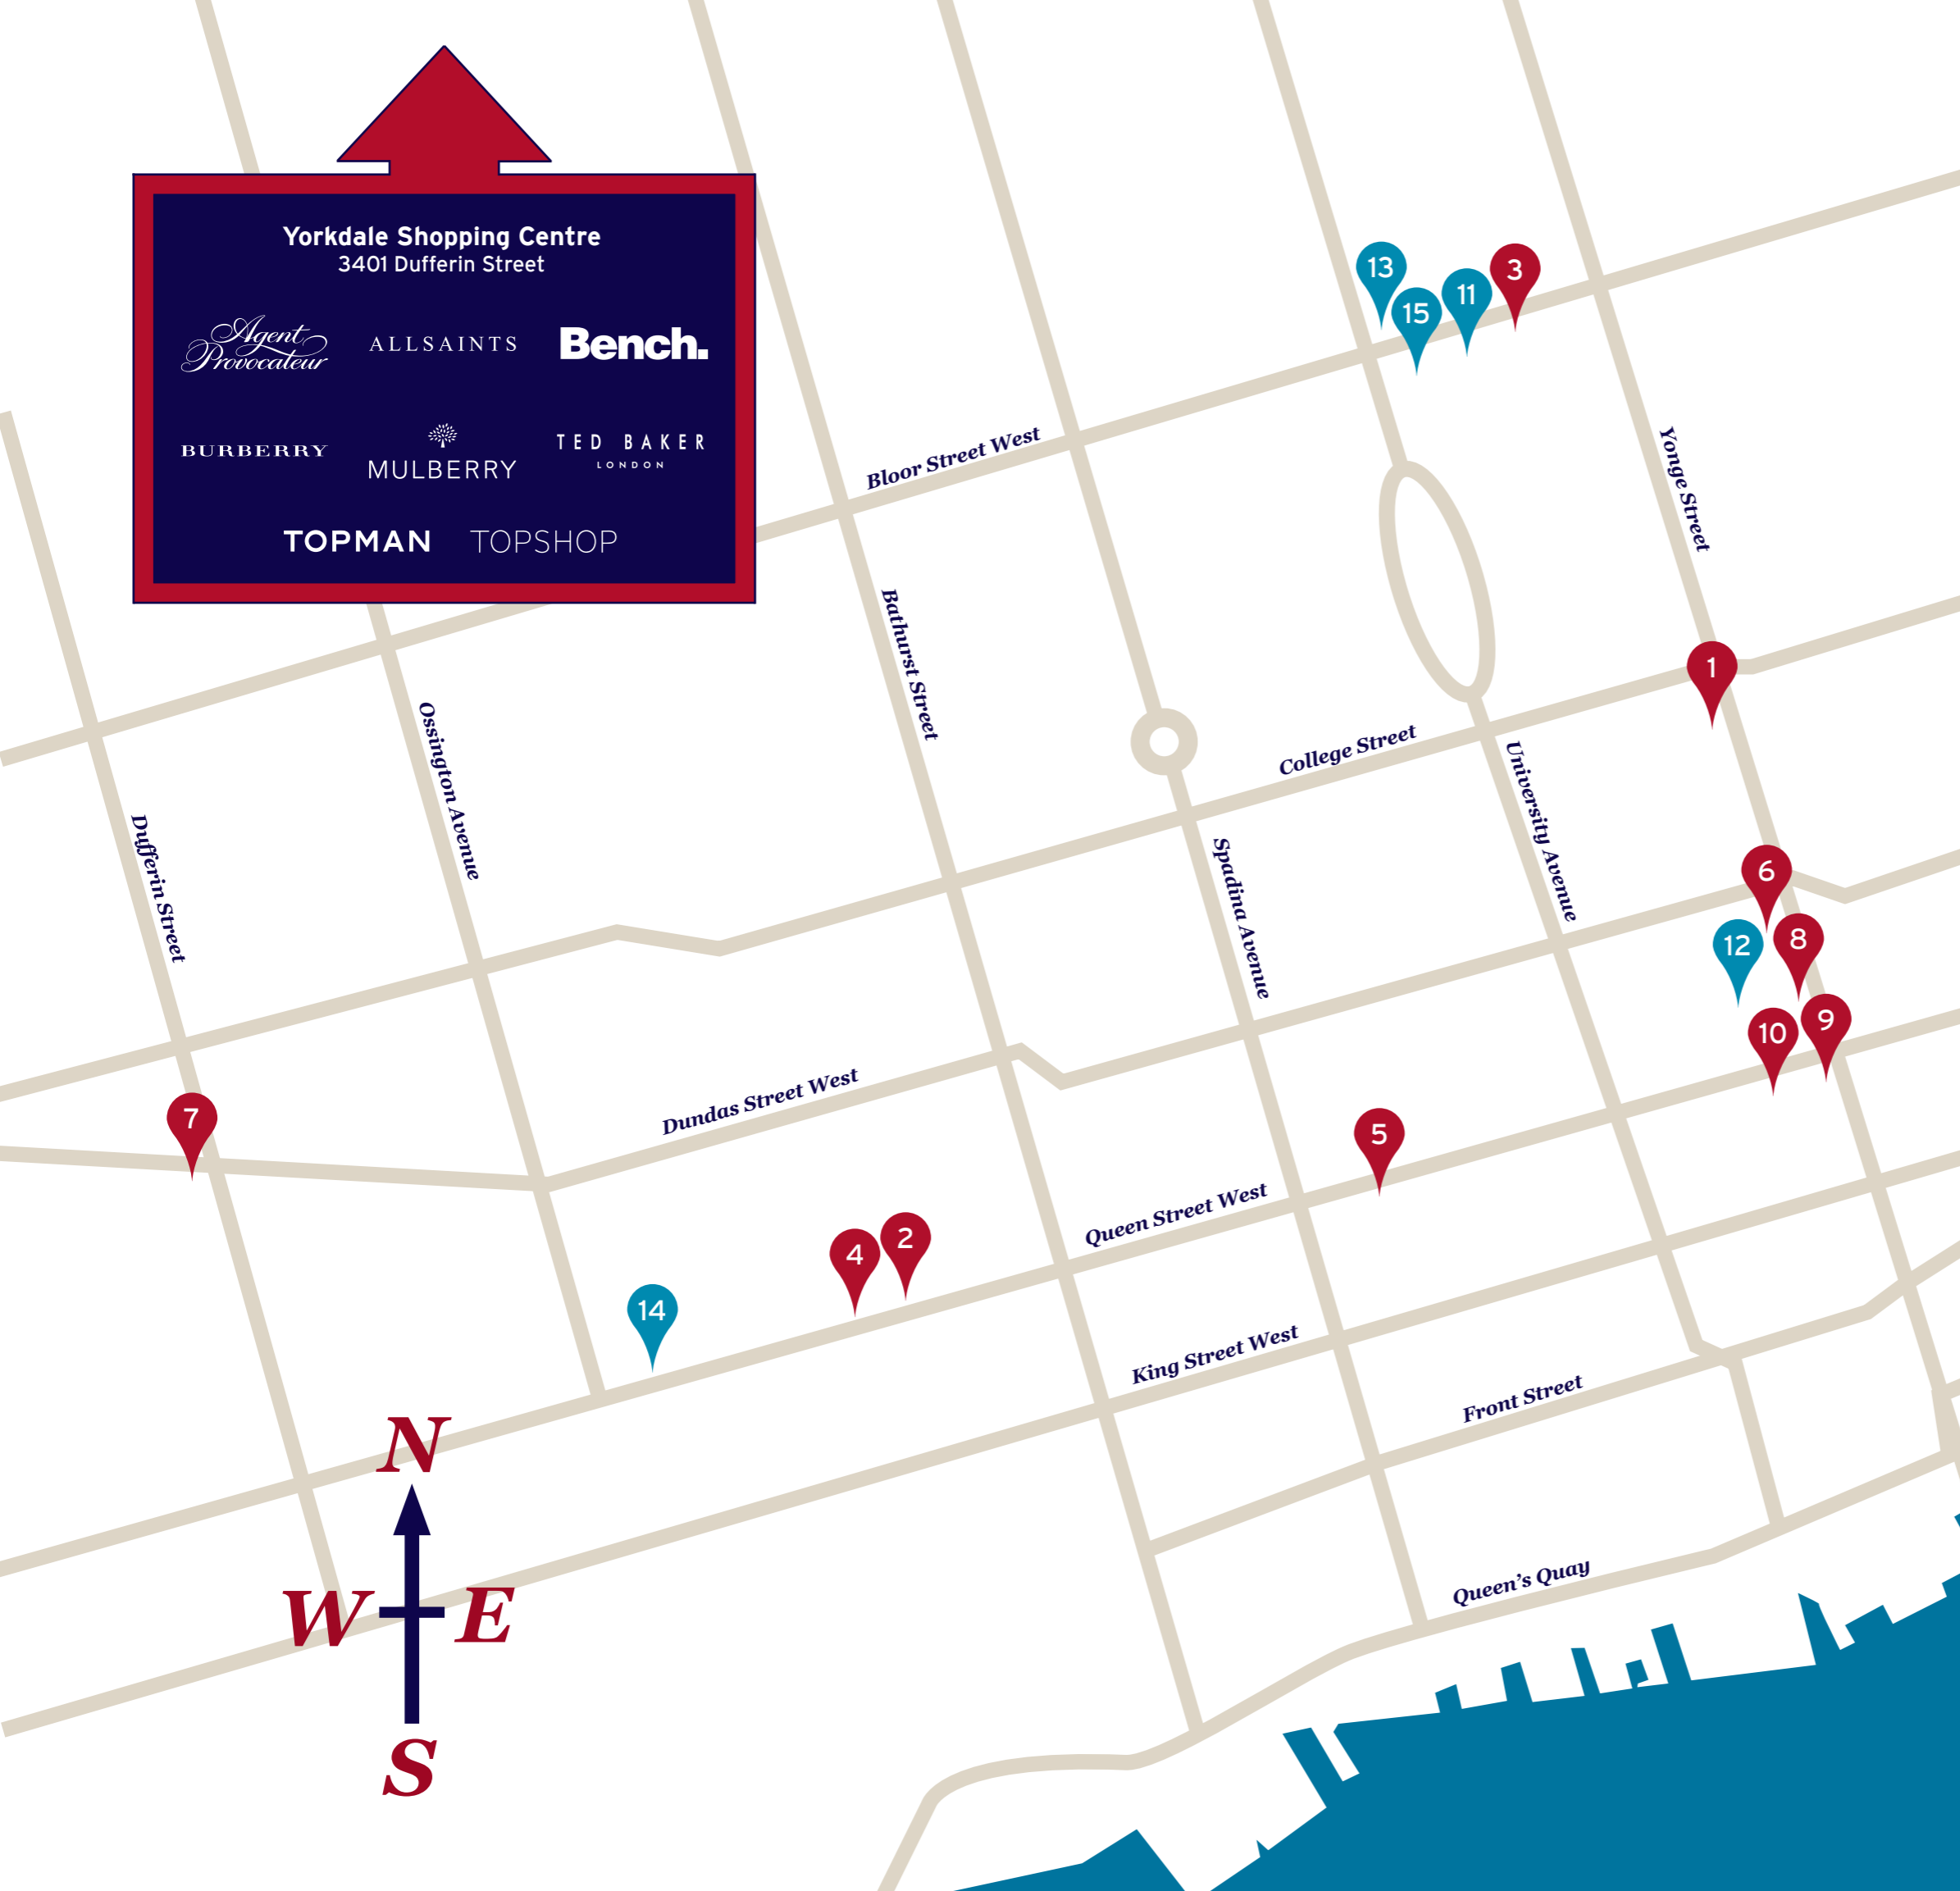 Yorkdale Shopping Centre
3401 Dufferin Street
Agent
Provocateur
ALLSAINTS
Bench.
BURBERRY
MULBERRY
TED BAKER
LONDON
TOPMAN
TOPSHOP
13
15
11
3
Bloor Street West
Yonge Street
Bathurst Street
1
Ossington Avenue
College Street
University Avenue
Dufferin Street
Spadina Avenue
6
12
8
10
9
7
Dundas Street West
5
Queen Street West
4
2
14
King Street West
Front Street
N
W
E
S
Queen’s Quay